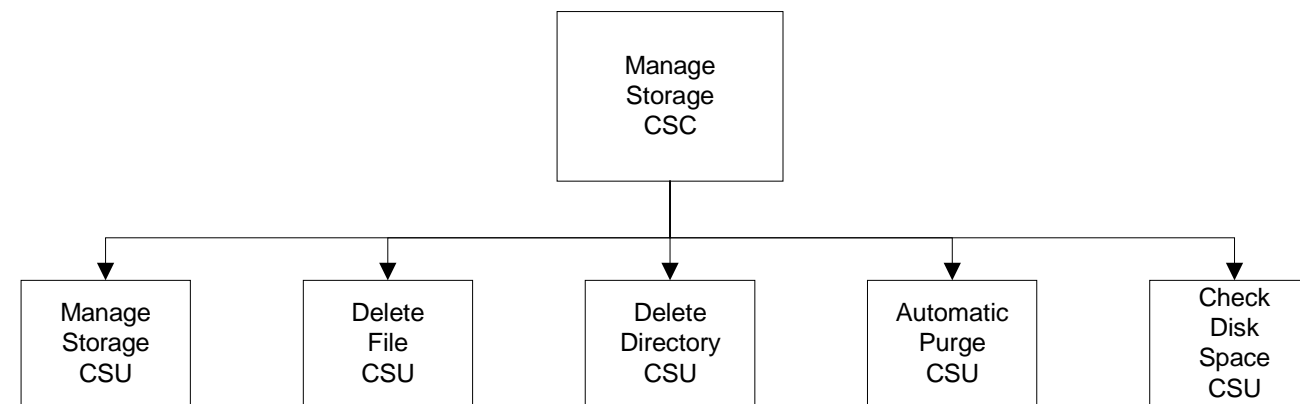 Manage
Storage
CSC
Manage
Storage
CSU
Delete
File
CSU
Delete
Directory
CSU
Automatic
Purge
CSU
Check
Disk
Space
CSU